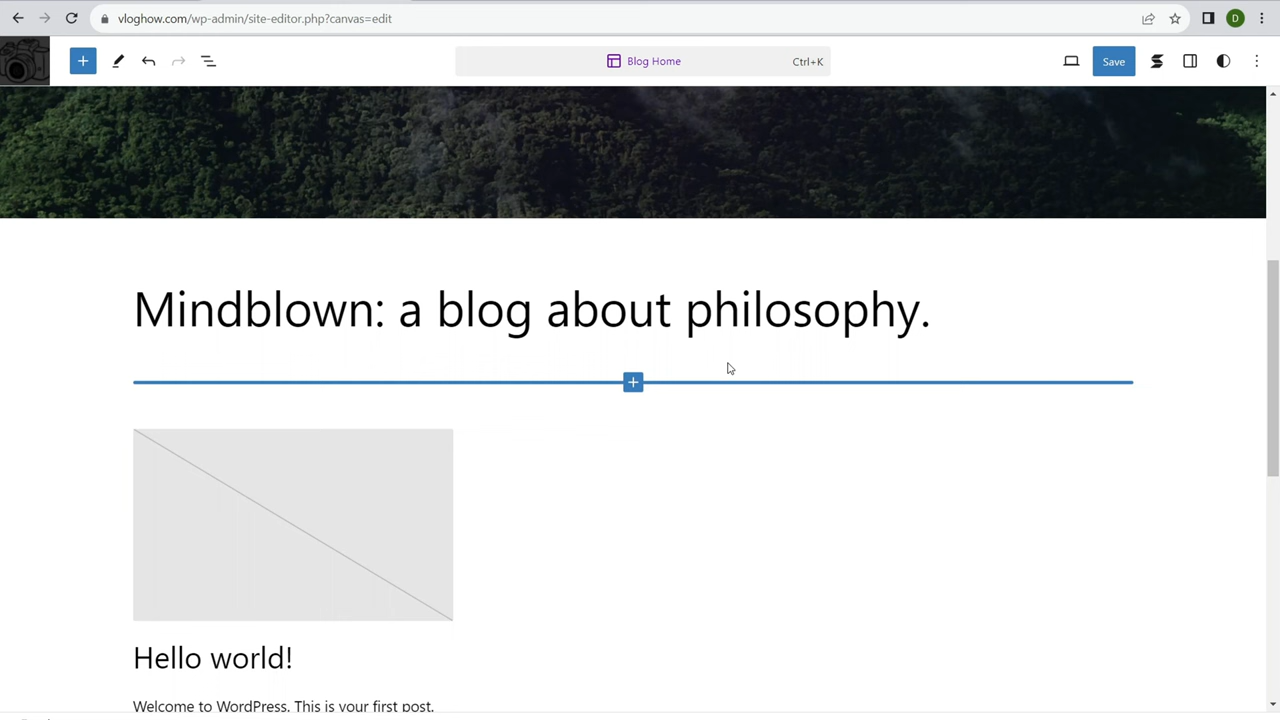 vloghow.com/wp-admin/site-editor.php?canvas=edit
D
Blog Home
Ctrl+K
Save
Mindblown: a blog about philosophy.
Hello world!
Welcome to WordPress. This is your first post.